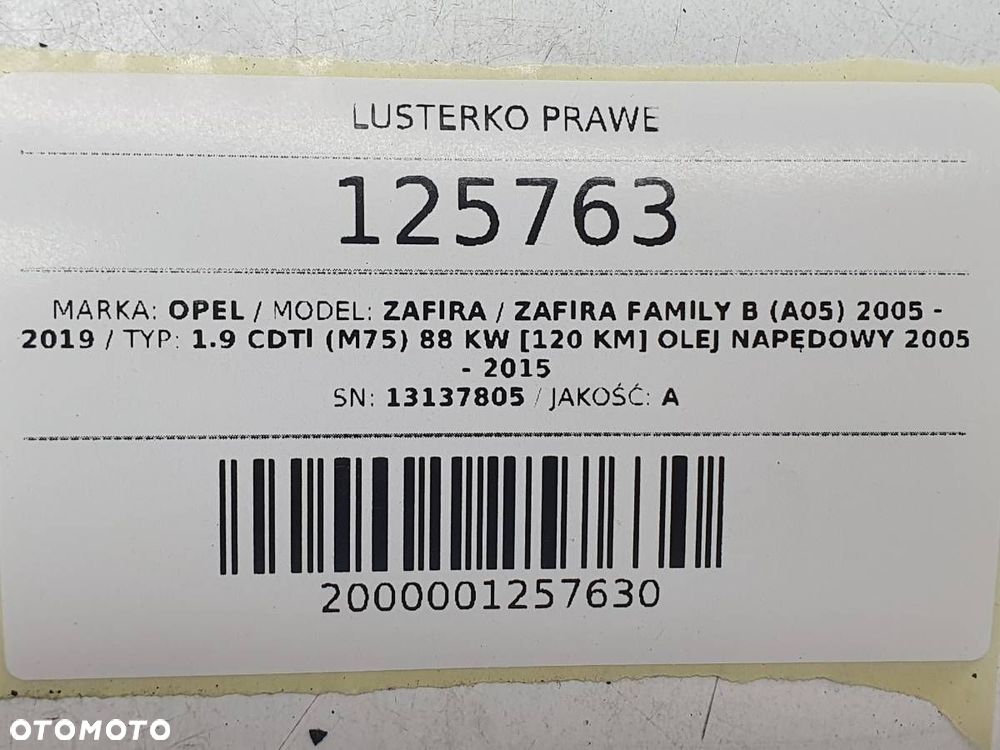 LUSTERKO PRAWE
125763
MARKA: OPEL / MODEL: ZAFIRA / ZAFIRA FAMILY B (A05) 2005 -
2019 / TYP: 1.9 CDTI (M75) 88 KW [120 KM] OLEJ NAPĘDOWY 2005
- 2015
SN: 13137805 / JAKOŚĆ: A
2000001257630
OTOMOTO